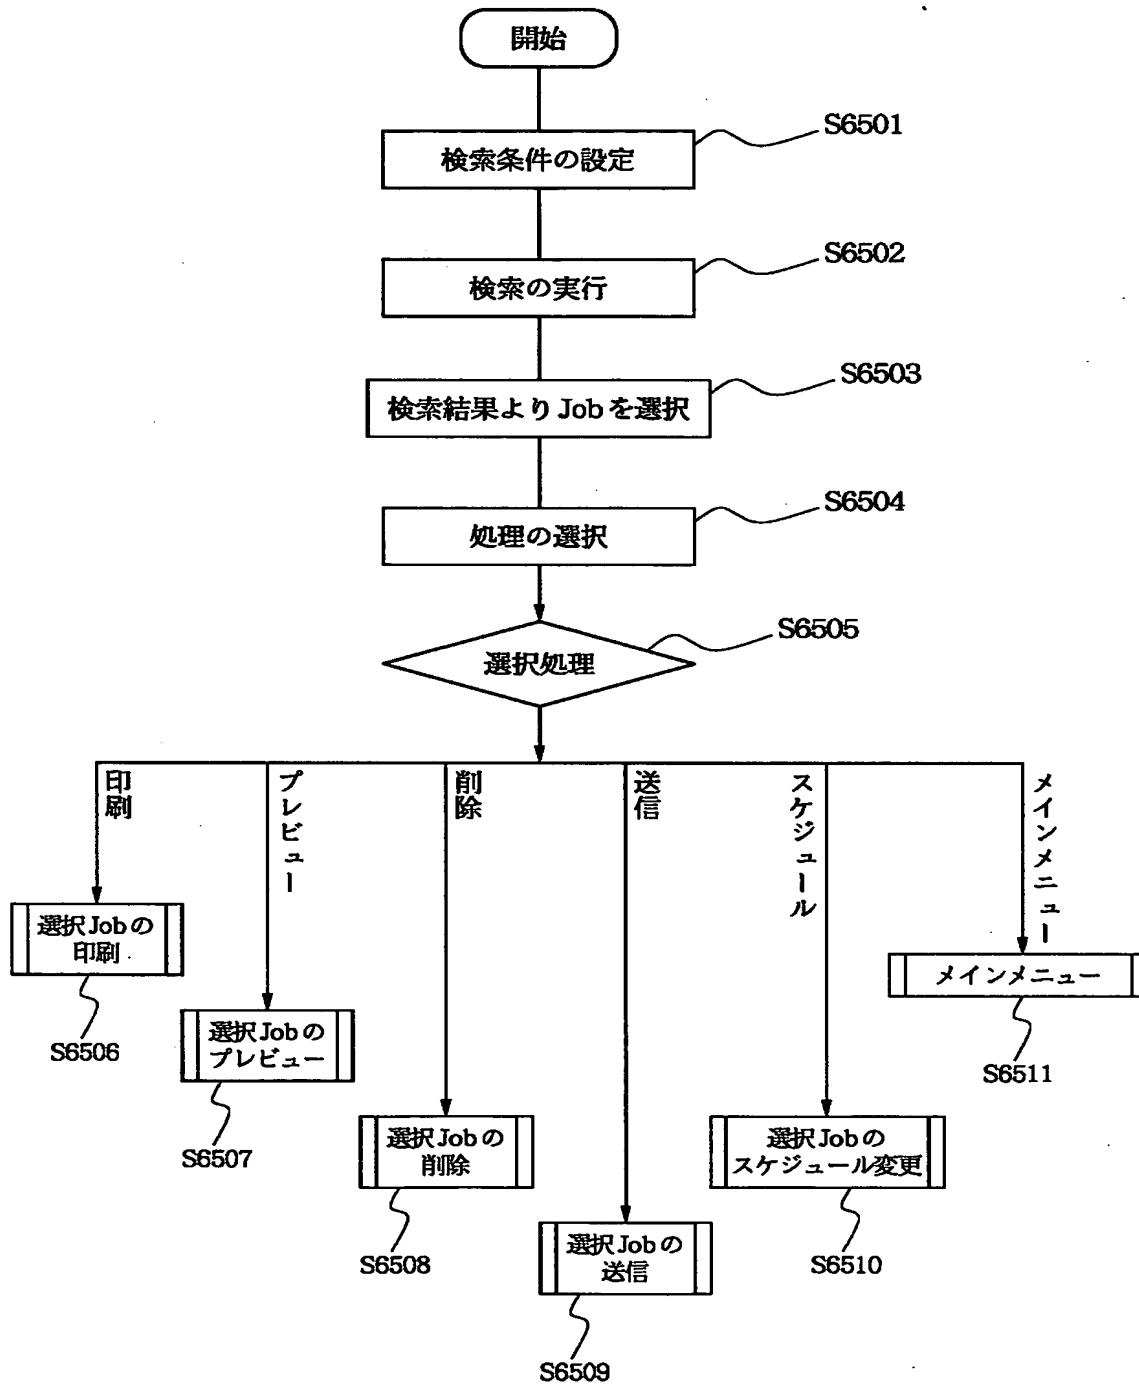 開始
S6501
検索条件の設定
S6502
検索の実行
S6503
検索結果よりJobを選択
S6504
処理の選択
S6505
選択処理
印刷
プレビュー
削除
送信
スケジュール
メインメニュー
選択Jobの
印刷
S6506
選択Jobの
プレビュー
S6507
選択Jobの
削除
S6508
選択Jobの
送信
S6509
選択Jobの
スケジュール変更
S6510
メインメニュー
S6511